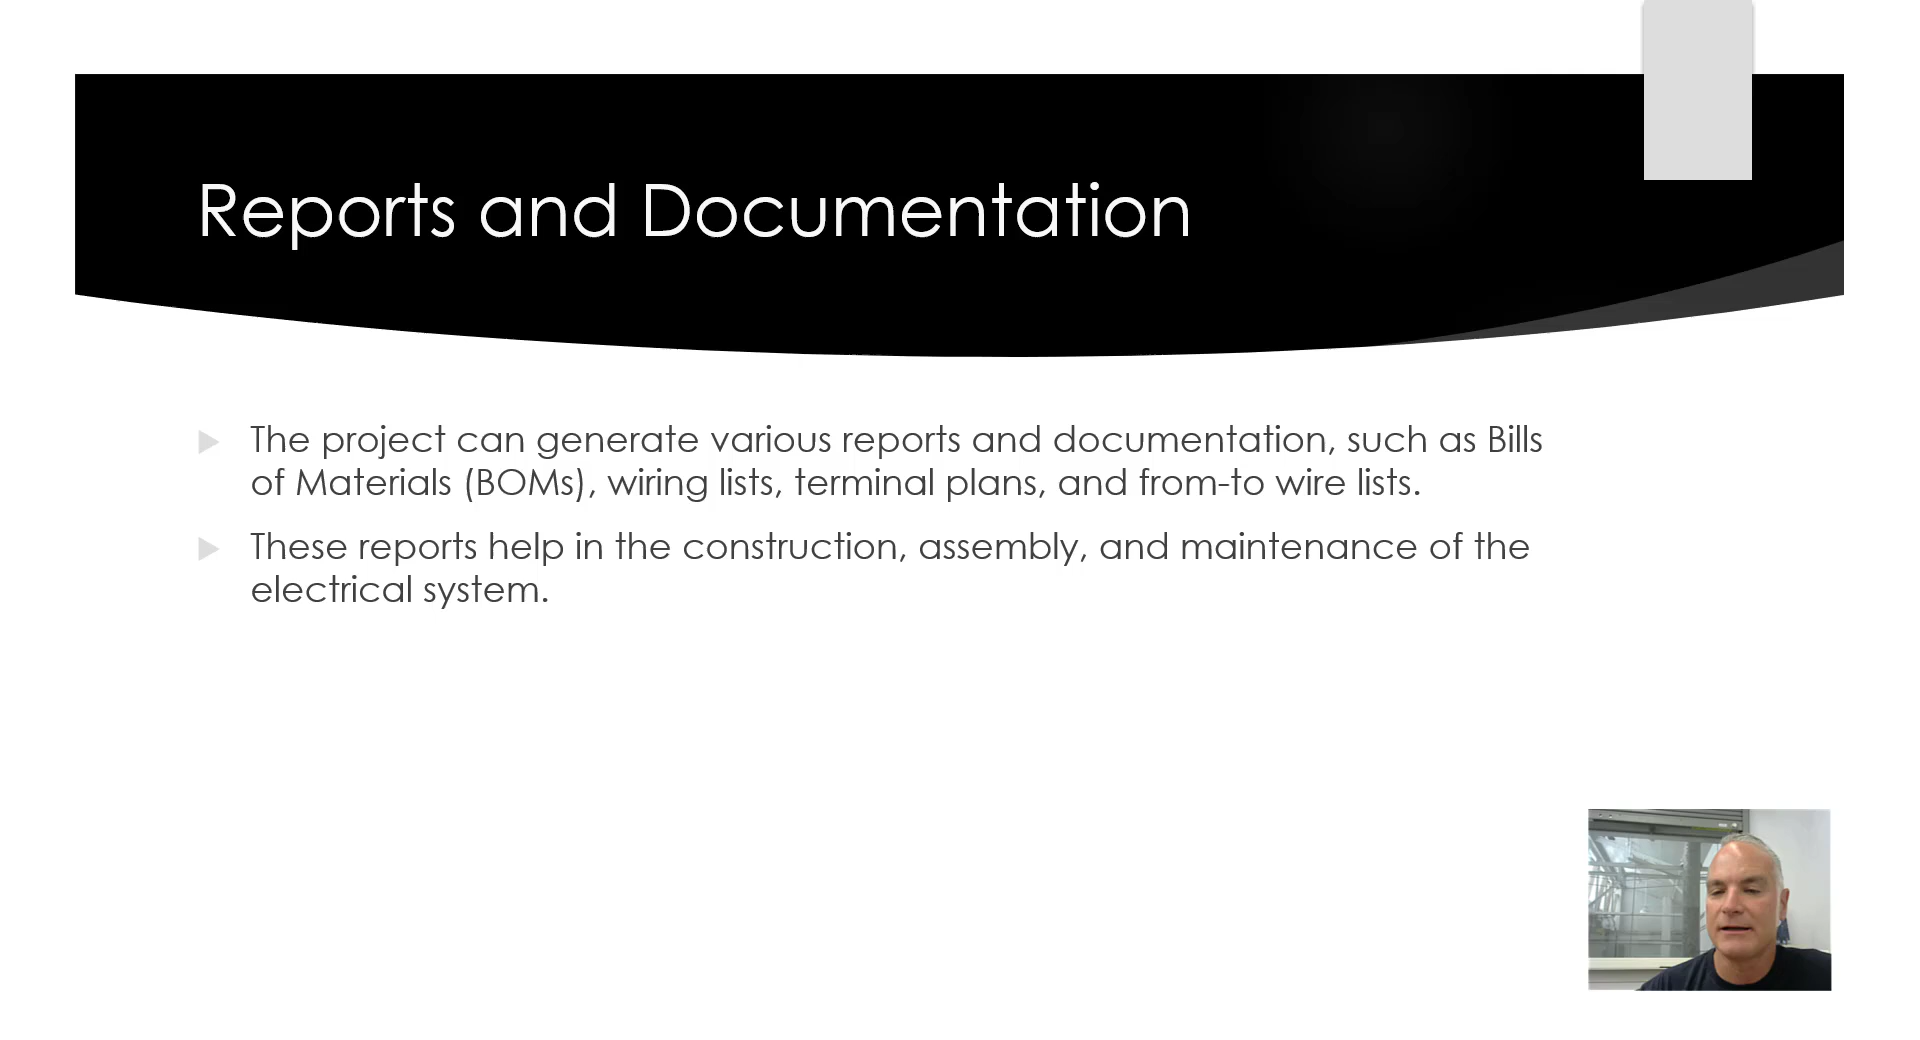 Reports and Documentation
The project can generate various reports and documentation, such as Bills
of Materials (BOMs), wiring lists, terminal plans, and from-to wire lists.
These reports help in the construction, assembly, and maintenance of the
electrical system.